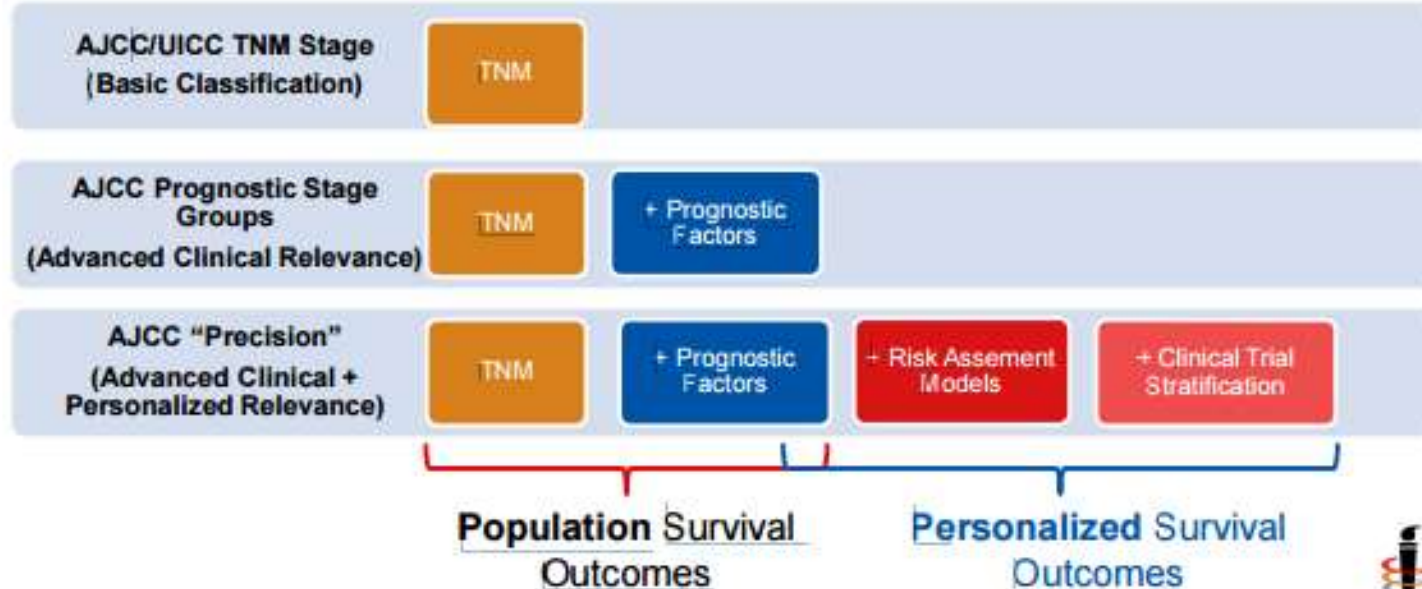 AJCC/UICC TNM Stage
(Basic Classification)
TNM
AJCC Prognostic Stage
Groups
(Advanced Clinical Relevance)
TNM
+ Prognostic
Factors
AJCC “Precision”
(Advanced Clinical +
Personalized Relevance)
TNM
+ Prognostic
Factors
+ Risk Assement
Models
+ Clinical Trial
Stratification
Population Survival
Outcomes
Personalized Survival
Outcomes